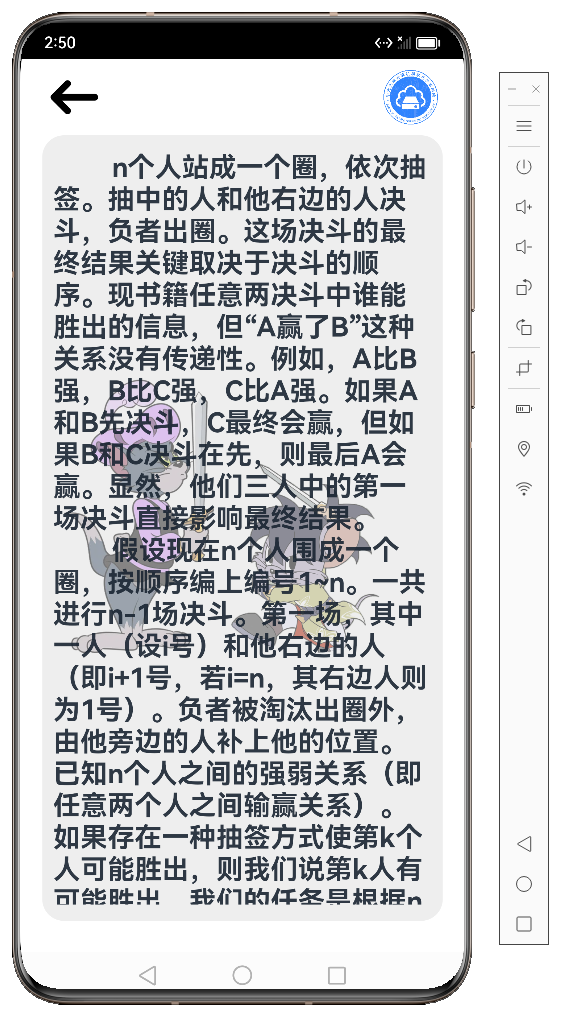 2:50
n个人站成一个圈，依次抽
签。抽中的人和他右边的人决
斗，负者出圈。这场决斗的最
终结果关键取决于决斗的顺
序。现书籍任意两决斗中谁能
胜出的信息，但“A赢了B”这种
关系没有传递性。例如，A比B
强，B比C强，C比A强。如果A
和B先决斗，C最终会赢，但如
果B和C决斗在先，则最后A会
赢。显然，他们三人中的第一
场决斗直接影响最终结果。
假设现在n个人围成一个
圈，按顺序编上编号1~n。一共
进行n-1场决斗。第一场，其中
一人（设i号）和他右边的人
（即i+1号，若i=n，其右边人则
为1号）。负者被淘汰出圈外，
由他旁边的人补上他的位置。
已知n个人之间的强弱关系（即
任意两个人之间输赢关系）。
如果存在一种抽签方式使第k个
人可能胜出，则我们说第k人有
可能胜出，我们的任务是根据n